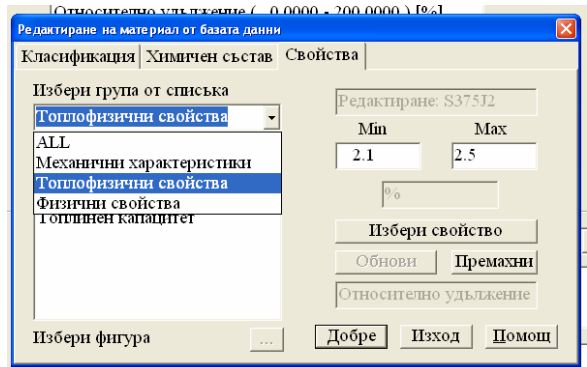 Относително удължение ( 0.0000 - 200.0000 ) [%]
Редактиране на материал от базата данни
Класификация Химичен състав Свойства
Избери група от списъка
Топлофизични свойства
ALL
Механични характеристики
Топлофизични свойства
Физични свойства
Топлинен капацитет
Избери фигура
...
Редактиране: S375J2
Min Max
2.1 2.5
%
Избери свойство
Обнови Премахни
Относително удължение
Добре Изход Помощ